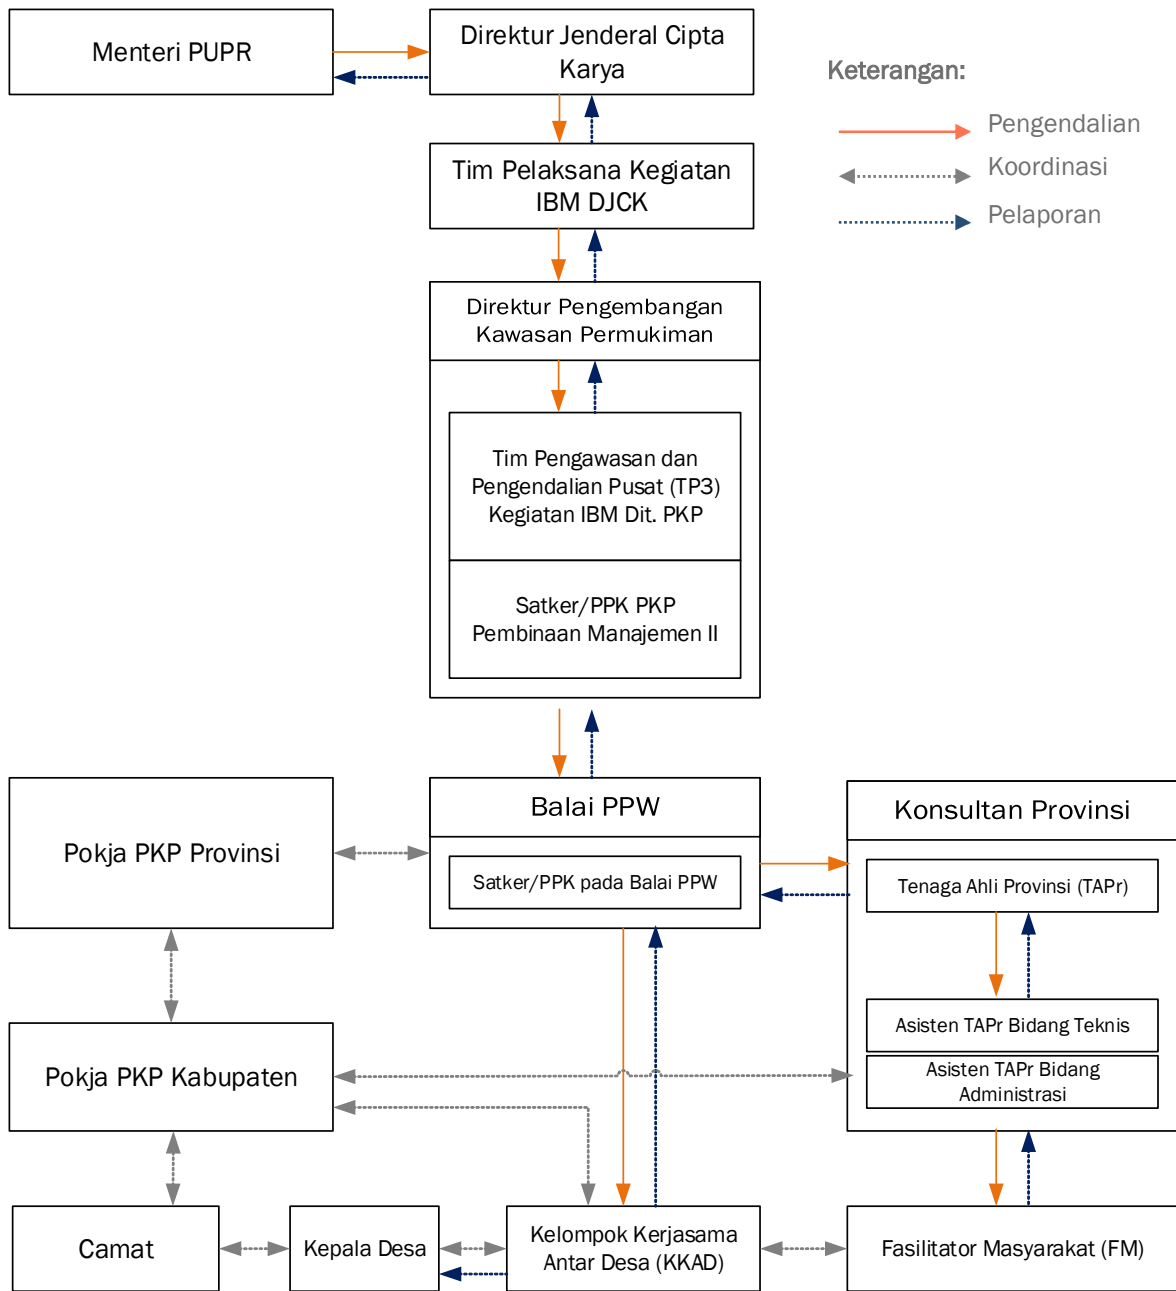 Menteri PUPR
Direktur Jenderal Cipta
Karya
Keterangan:
Pengendalian
Koordinasi
Pelaporan
Tim Pelaksana Kegiatan
IBM DJCK
Direktur Pengembangan
Kawasan Permukiman
Tim Pengawasan dan
Pengendalian Pusat (TP3)
Kegiatan IBM Dit. PKP
Satker/PPK PKP
Pembinaan Manajemen II
Pokja PKP Provinsi
Balai PPW
Satker/PPK pada Balai PPW
Konsultan Provinsi
Tenaga Ahli Provinsi (TAPr)
Asisten TAPr Bidang Teknis
Asisten TAPr Bidang
Administrasi
Pokja PKP Kabupaten
Camat
Kepala Desa
Kelompok Kerjasama
Antar Desa (KKAD)
Fasilitator Masyarakat (FM)